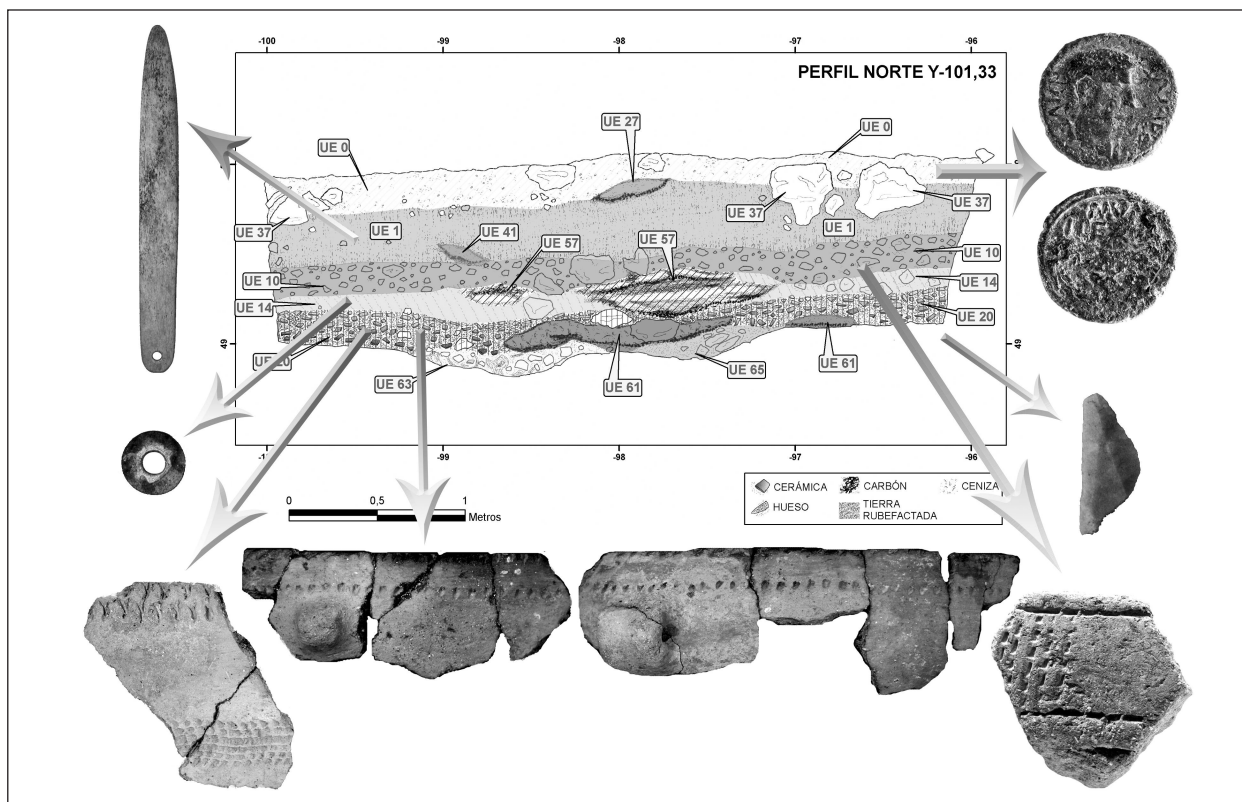 -100 -99 -98 -97 -96
PERFIL NORTE Y-101,33
UE 27
UE 0
UE 0
UE 37
UE 1
UE 41
UE 57
UE 57
UE 37
UE 1
UE 37
UE 10
UE 10
UE 14
UE 14
UE 20
UE 20
49
49
UE 63
UE 61
UE 65
UE 61
-99 -98 -97 -96
CERÁMICA
CARBÓN
CENIZA
HUESO
TIERRA
RUBEFACTADA
0 0,5 1
Metros